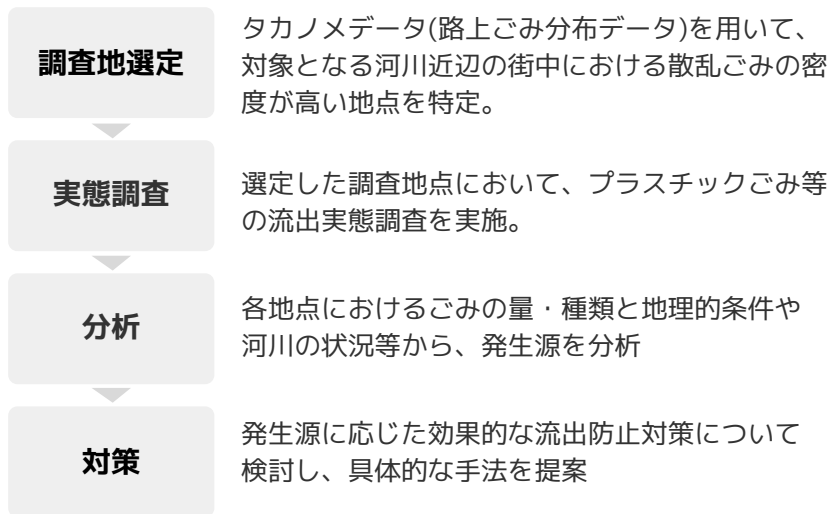 調査地選定
タカノメデータ(路上ごみ分布データ)を用いて、
対象となる河川近辺の街中における散乱ごみの密
度が高い地点を特定。
実態調査
選定した調査地点において、プラスチックごみ等
の流出実態調査を実施。
分析
各地点におけるごみの量・種類と地理的条件や
河川の状況等から、発生源を分析
対策
発生源に応じた効果的な流出防止対策について
検討し、具体的な手法を提案